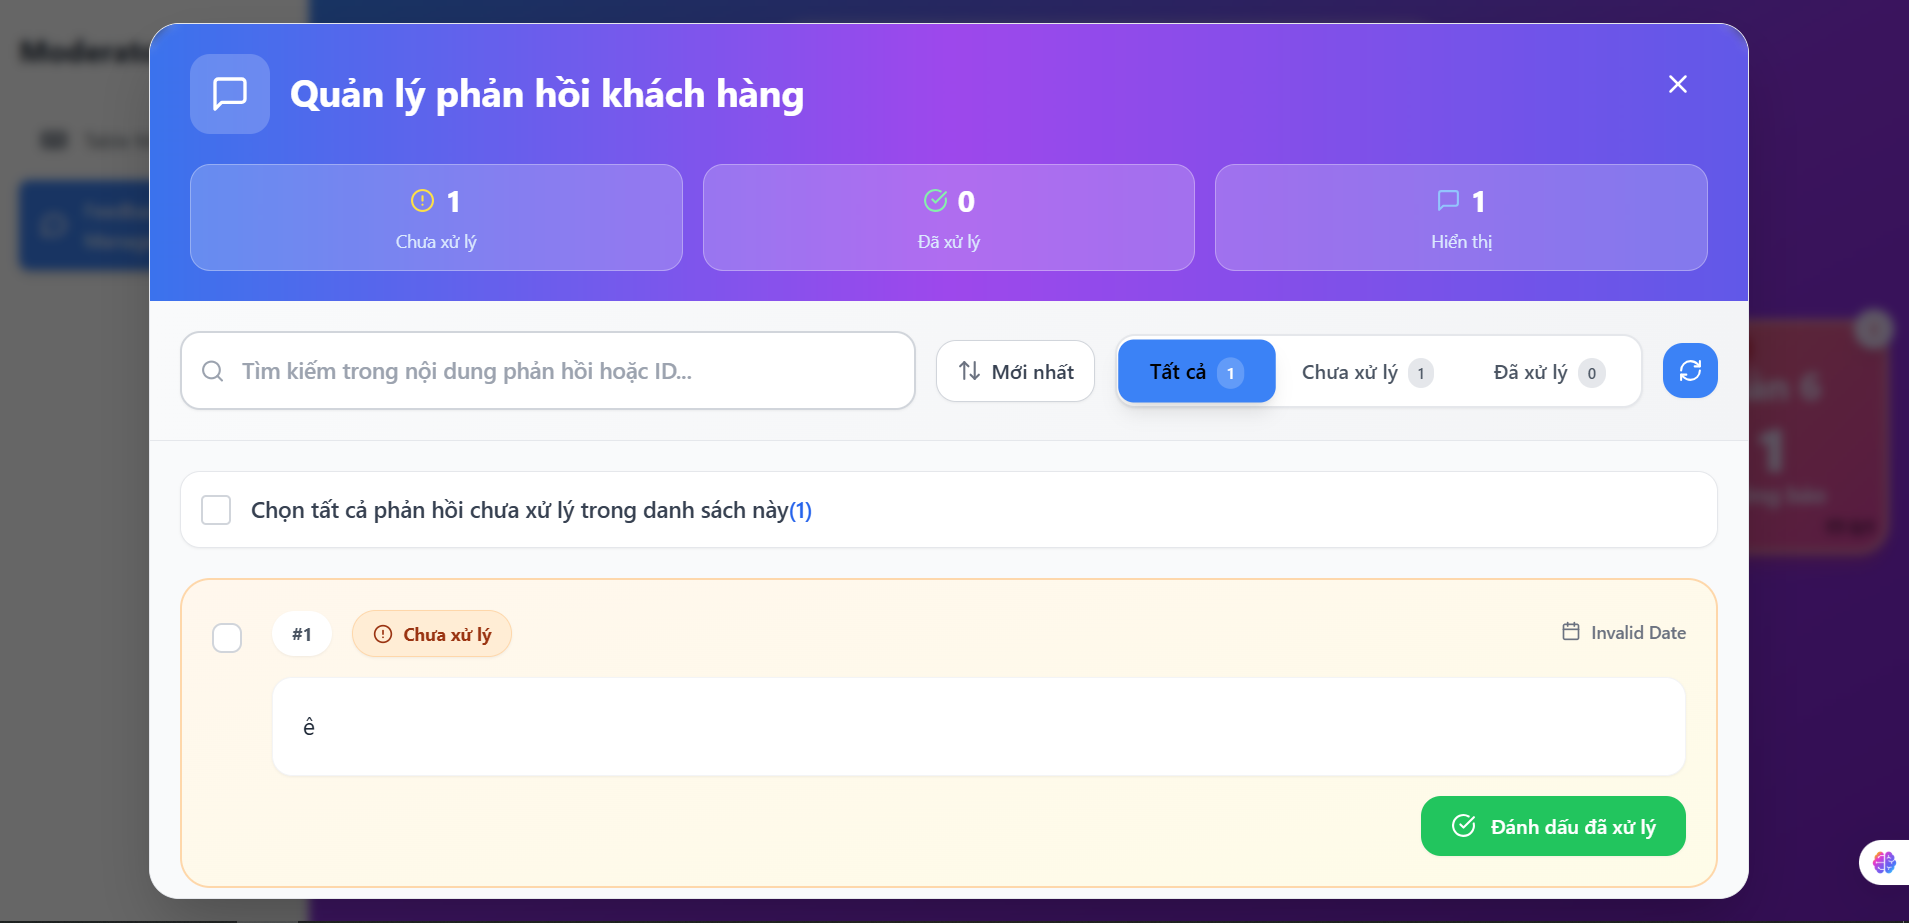 Quản lý phản hồi khách hàng
1
Chưa xử lý
0
Đã xử lý
1
Hiển thị
Tìm kiếm trong nội dung phản hồi hoặc ID...
Mới nhất
Tất cả 1
Chưa xử lý 1
Đã xử lý 0
Chọn tất cả phản hồi chưa xử lý trong danh sách này(1)
#1
Chưa xử lý
Invalid Date
ê
Đánh dấu đã xử lý